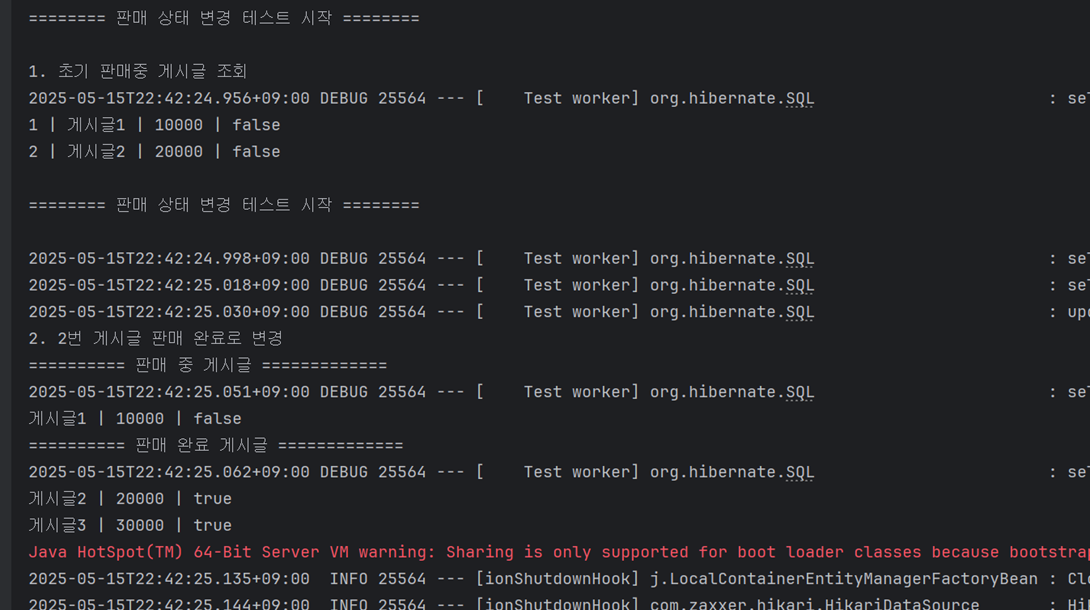 ======== 판매 상태 변경 테스트 시작 ========
1. 초기 판매중 게시글 조회
2025-05-15T22:42:24.956+09:00 DEBUG 25564 --- [    Test worker] org.hibernate.SQL                        : sel
1 | 게시글1 | 10000 | false
2 | 게시글2 | 20000 | false
======== 판매 상태 변경 테스트 시작 ========
2025-05-15T22:42:24.998+09:00 DEBUG 25564 --- [    Test worker] org.hibernate.SQL                        : sel
2025-05-15T22:42:25.018+09:00 DEBUG 25564 --- [    Test worker] org.hibernate.SQL                        : sel
2025-05-15T22:42:25.030+09:00 DEBUG 25564 --- [    Test worker] org.hibernate.SQL                        : upd
2. 2번 게시글 판매 완료로 변경
========== 판매 중 게시글 =============
2025-05-15T22:42:25.051+09:00 DEBUG 25564 --- [    Test worker] org.hibernate.SQL                        : sel
게시글1 | 10000 | false
========== 판매 완료 게시글 =============
2025-05-15T22:42:25.062+09:00 DEBUG 25564 --- [    Test worker] org.hibernate.SQL                        : sel
게시글2 | 20000 | true
게시글3 | 30000 | true
Java HotSpot(TM) 64-Bit Server VM warning: Sharing is only supported for boot loader classes because bootstrap
2025-05-15T22:42:25.135+09:00  INFO 25564 --- [ionShutdownHook] j.LocalContainerEntityManagerFactoryBean : Clo
2025-05-15T22:42:25.144+09:00  INFO 25564 --- [ionShutdownHook] com.zaxxer.hikari.HikariDataSource       : Hi